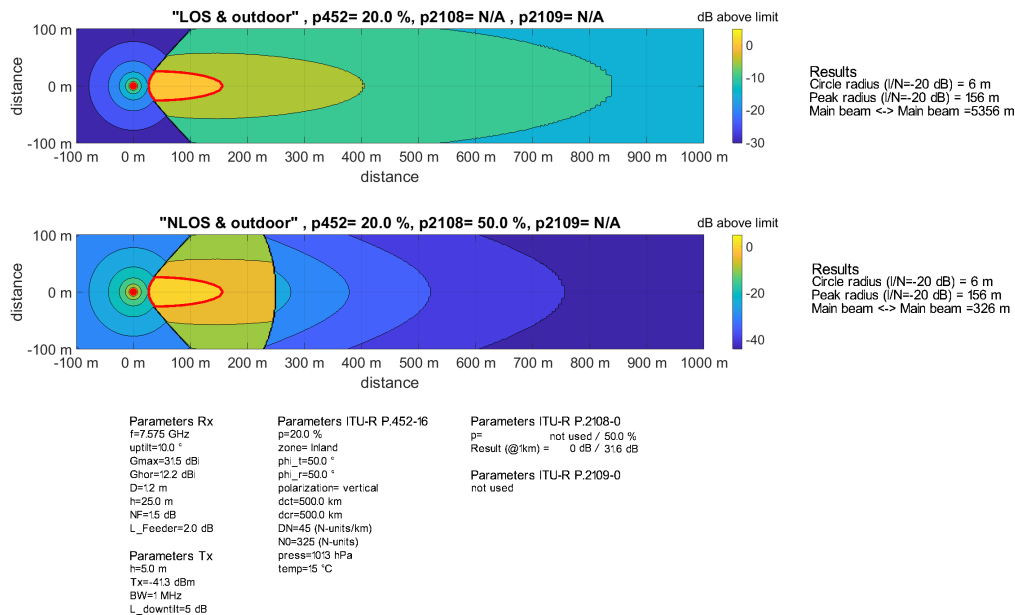 "LOS & outdoor" , p452= 20.0 %, p2108= N/A , p2109= N/A
dB above limit
100 m
0 m
-100 m
distance
-100 m 0 m 100 m 200 m 300 m 400 m 500 m 600 m 700 m 800 m 900 m 1000 m
distance
0
-10
-20
-30
Results
Circle radius (I/N=-20 dB) = 6 m
Peak radius (I/N=-20 dB) = 156 m
Main beam <-> Main beam =5356 m
"NLOS & outdoor" , p452= 20.0 %, p2108= 50.0 %, p2109= N/A
dB above limit
100 m
0 m
-100 m
distance
-100 m 0 m 100 m 200 m 300 m 400 m 500 m 600 m 700 m 800 m 900 m 1000 m
distance
0
-20
-40
Results
Circle radius (I/N=-20 dB) = 6 m
Peak radius (I/N=-20 dB) = 156 m
Main beam <-> Main beam =326 m
Parameters Rx
f=7.575 GHz
uptilt=10.0 °
Gmax=31.5 dBi
Ghor=12.2 dBi
D=1.2 m
h=25.0 m
NF=1.5 dB
L_Feeder=2.0 dB
Parameters Tx
h=5.0 m
Tx=-41.3 dBm
BW=1 MHz
L_downtilt=5 dB
Parameters ITU-R P.452-16
p=20.0 %
zone= Inland
phi_t=50.0 °
phi_r=50.0 °
polarization= vertical
dct=500.0 km
dcr=500.0 km
DN=45 (N-units/km)
N0=325 (N-units)
press=1013 hPa
temp=15 °C
Parameters ITU-R P.2108-0
p= not used / 50.0 %
Result (@1km) = 0 dB / 31.6 dB
Parameters ITU-R P.2109-0
not used